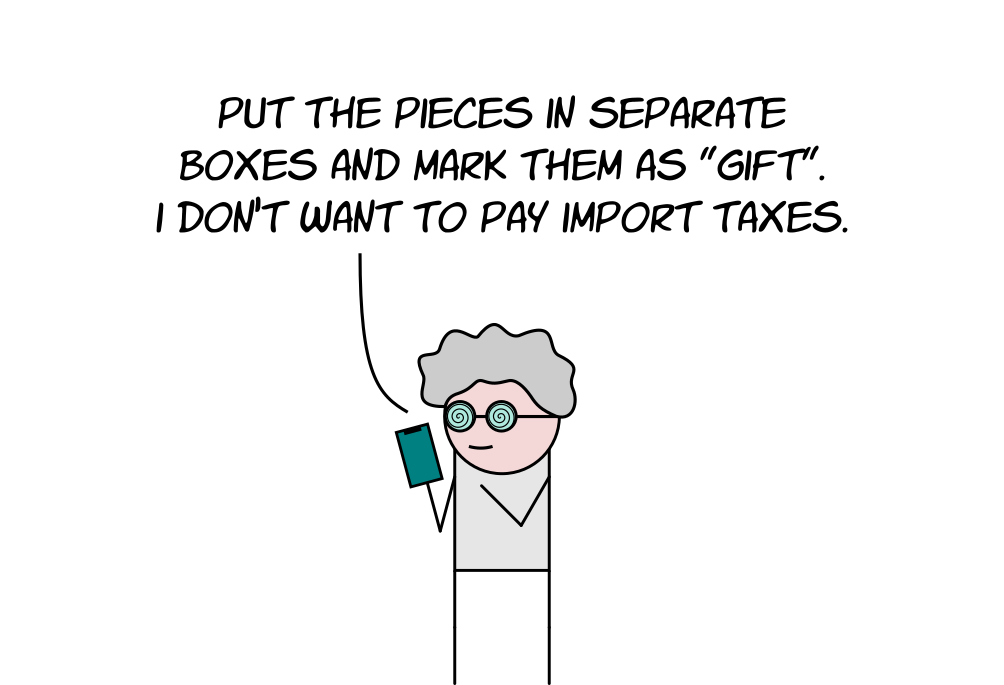 PUT THE PIECES IN SEPARATE
BOXES AND MARK THEM AS "GIFT".
I DON'T WANT TO PAY IMPORT TAXES.